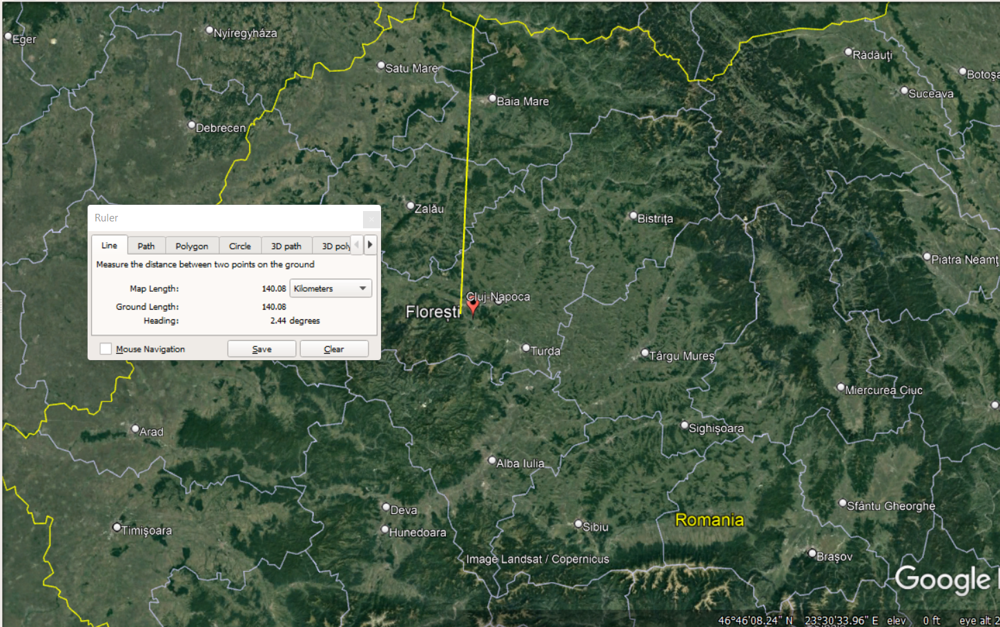 Eger
Nyíregyháza
Satu Mare
Rădăuți
Botoșa
Suceava
Baia Mare
Debrecen
Zalău
Bistrița
Ruler
Line Path Polygon Circle 3D path 3D poly
Measure the distance between two points on the ground
Map Length: 140.08 Kilometers
Ground Length: 140.08
Heading: 2.44 degrees
Mouse Navigation Save Clear
Piatra Neamț
Cluj-Napoca
Florești
Turda
Târgu Mureș
Miercurea Ciuc
Arad
Sighișoara
Alba Iulia
Deva
Hunedoara
Timișoara
Sibiu
Romania
Sfântu Gheorghe
Brașov
Image Landsat / Copernicus
Google
46°46'08.24" N 23°30'33.96" E elev 0 ft eye alt 2